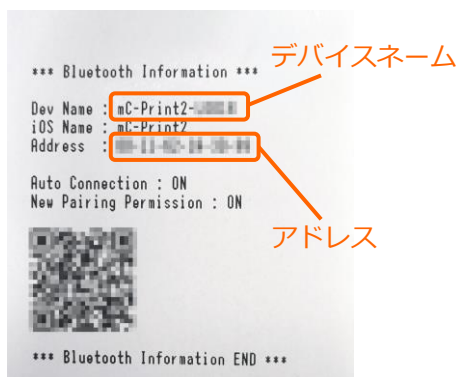 *** Bluetooth Information ***
デバイスネーム
Dev Name : mC-Print2-
iOS Name : mC-Print2
Address :
Auto Connection : ON
New Pairing Permission : ON
アドレス
*** Bluetooth Information END ***